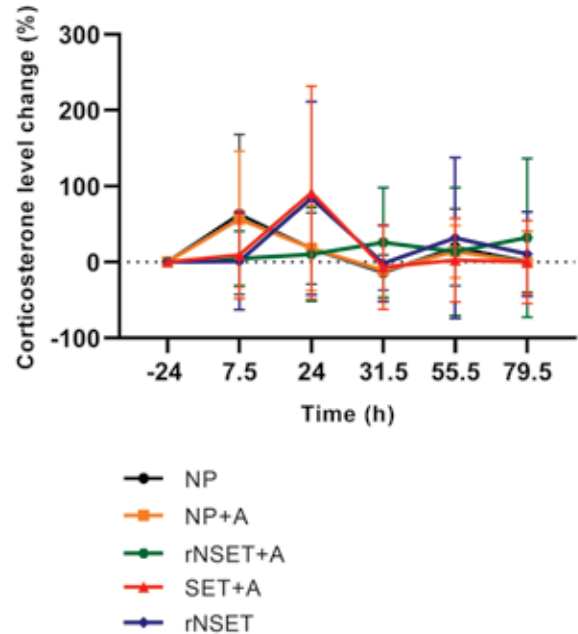 Corticosterone level change (%)
300
200
100
0
-100
-24 7.5 24 31.5 55.5 79.5
Time (h)
NP
NP+A
rNSET+A
SET+A
rNSET